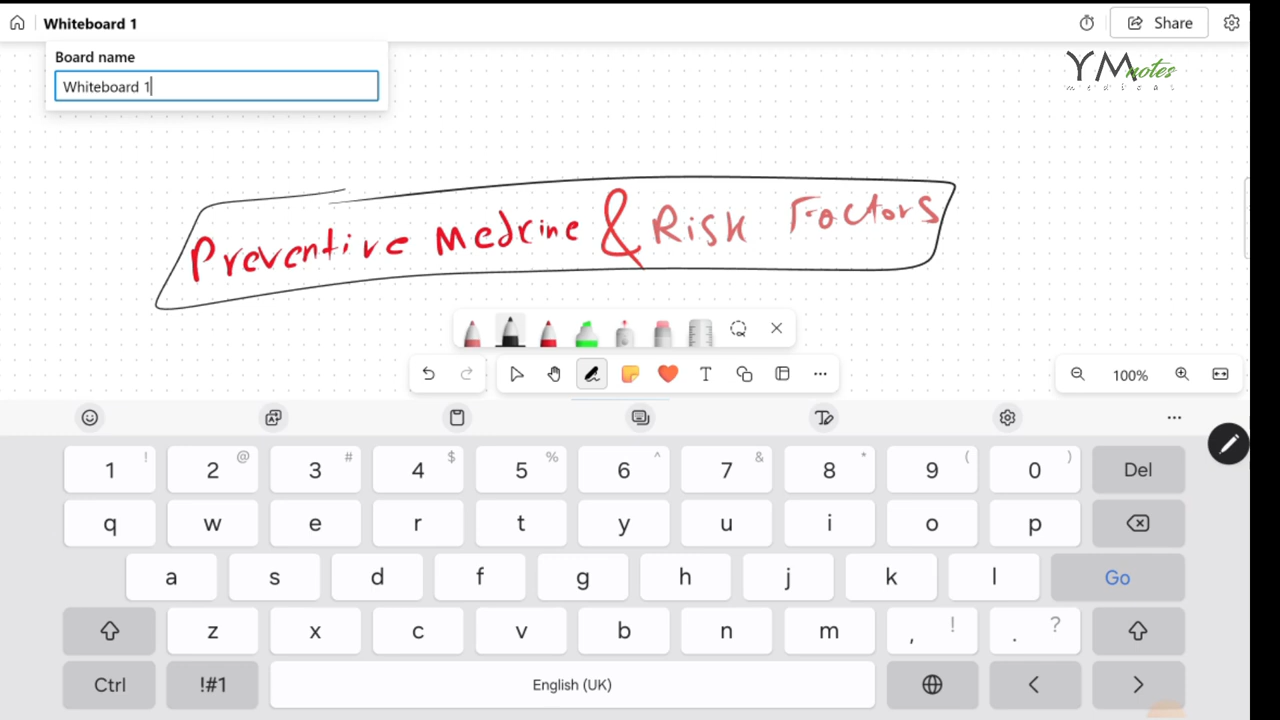 Whiteboard 1
Share
Board name
Whiteboard 1
YM notes
medical
Preventive Medicine & Risk Factors
T
100%
1 ! 2 @ 3 # 4 $ 5 % 6 ^ 7 & 8 * 9 ( 0 ) Del
q w e r t y u i o p
a s d f g h j k l Go
z x c v b n m , ! . ?
Ctrl !#1 English (UK) < >